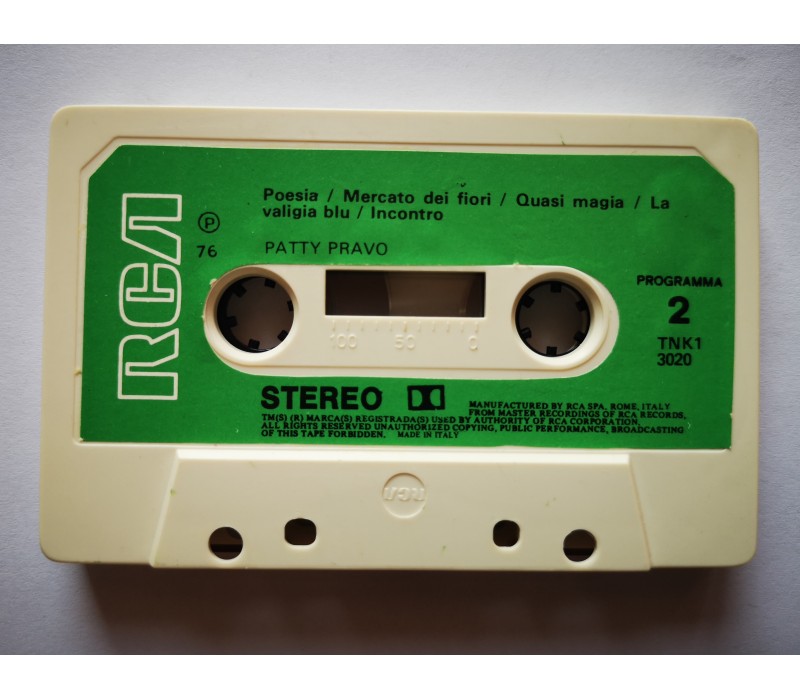 RCA
Poesia / Mercato dei fiori / Quasi magia / La
valigia blu / Incontro
Ⓟ
76
PATTY PRAVO
PROGRAMMA
2
TNK1
3020
100 50 0
STEREO
MANUFACTURED BY RCA SPA, ROME, ITALY
FROM MASTER RECORDINGS OF RCA RECORDS.
TM(S) (R) MARCA(S) REGISTRADA(S) USED BY AUTHORITY OF RCA CORPORATION.
ALL RIGHTS RESERVED UNAUTHORIZED COPYING, PUBLIC PERFORMANCE, BROADCASTING
OF THIS TAPE FORBIDDEN. MADE IN ITALY
RCA